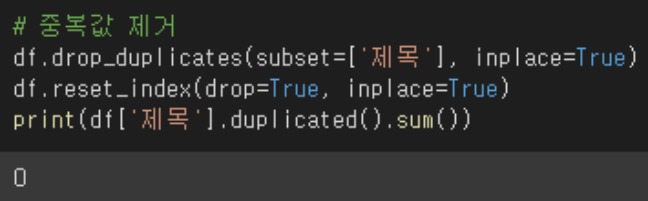 # 중복값 제거
df.drop_duplicates(subset=['제목'], inplace=True)
df.reset_index(drop=True, inplace=True)
print(df['제목'].duplicated().sum())
0